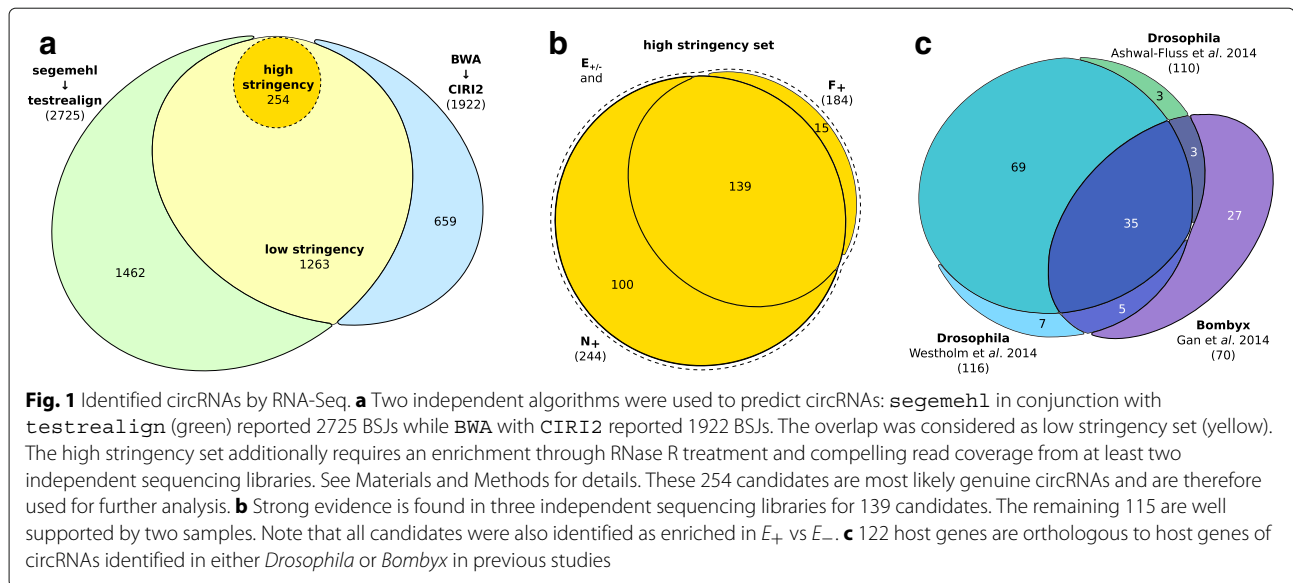 a
segemehl
↓
testrealign
(2725)
high
stringency
254
BWA
↓
CIRI2
(1922)
659
low stringency
1263
1462
b
high stringency set
E+/-
and
F+
(184)
15
139
100
N+
(244)
c
Drosophila
Ashwal-Fluss et al. 2014
(110)
3
3
69
35
27
5
7
Drosophila
Westholm et al. 2014
(116)
Bombyx
Gan et al. 2014
(70)
Fig. 1 Identified circRNAs by RNA-Seq. a Two independent algorithms were used to predict circRNAs: segemehl in conjunction with
testrealign (green) reported 2725 BSJs while BWA with CIRI2 reported 1922 BSJs. The overlap was considered as low stringency set (yellow).
The high stringency set additionally requires an enrichment through RNase R treatment and compelling read coverage from at least two
independent sequencing libraries. See Materials and Methods for details. These 254 candidates are most likely genuine circRNAs and are therefore
used for further analysis. b Strong evidence is found in three independent sequencing libraries for 139 candidates. The remaining 115 are well
supported by two samples. Note that all candidates were also identified as enriched in E+ vs E−. c 122 host genes are orthologous to host genes of
circRNAs identified in either Drosophila or Bombyx in previous studies